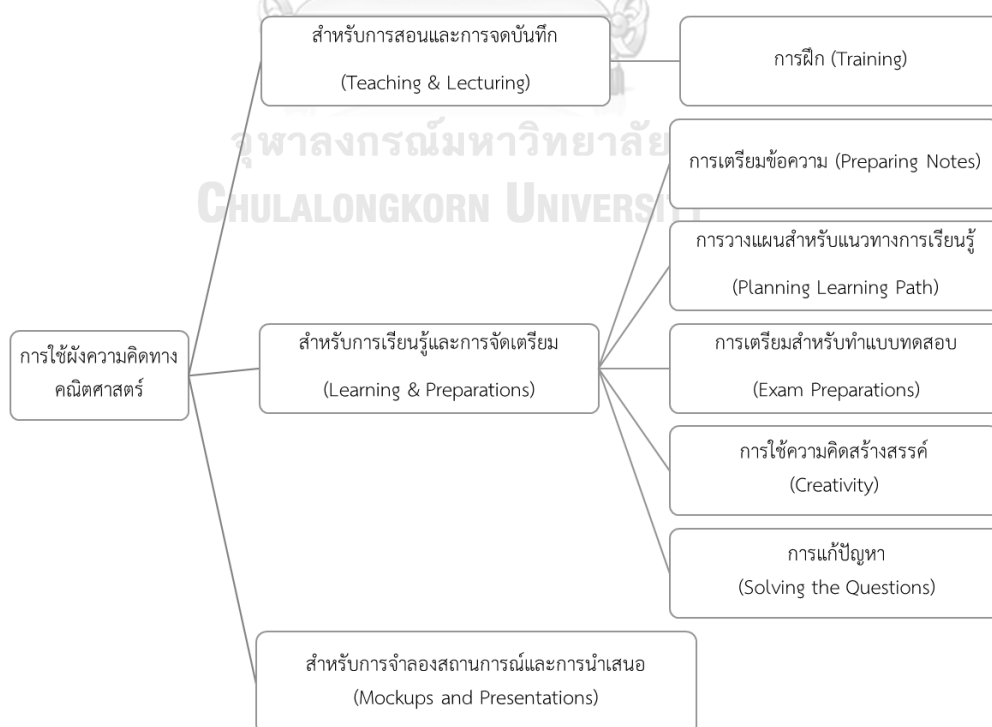 สำหรับการสอนและการจดบันทึก
(Teaching & Lecturing)
การฝึก (Training)
จุฬาลงกรณ์มหาวิทยาลัย
CHULALONGKORN UNIVERSITY
การเตรียมข้อความ (Preparing Notes)
การวางแผนสำหรับแนวทางการเรียนรู้
(Planning Learning Path)
การใช้ผังความคิดทาง
คณิตศาสตร์
สำหรับการเรียนรู้และการจัดเตรียม
(Learning & Preparations)
การเตรียมสำหรับทำแบบทดสอบ
(Exam Preparations)
การใช้ความคิดสร้างสรรค์
(Creativity)
การแก้ปัญหา
(Solving the Questions)
สำหรับการจำลองสถานการณ์และการนำเสนอ
(Mockups and Presentations)